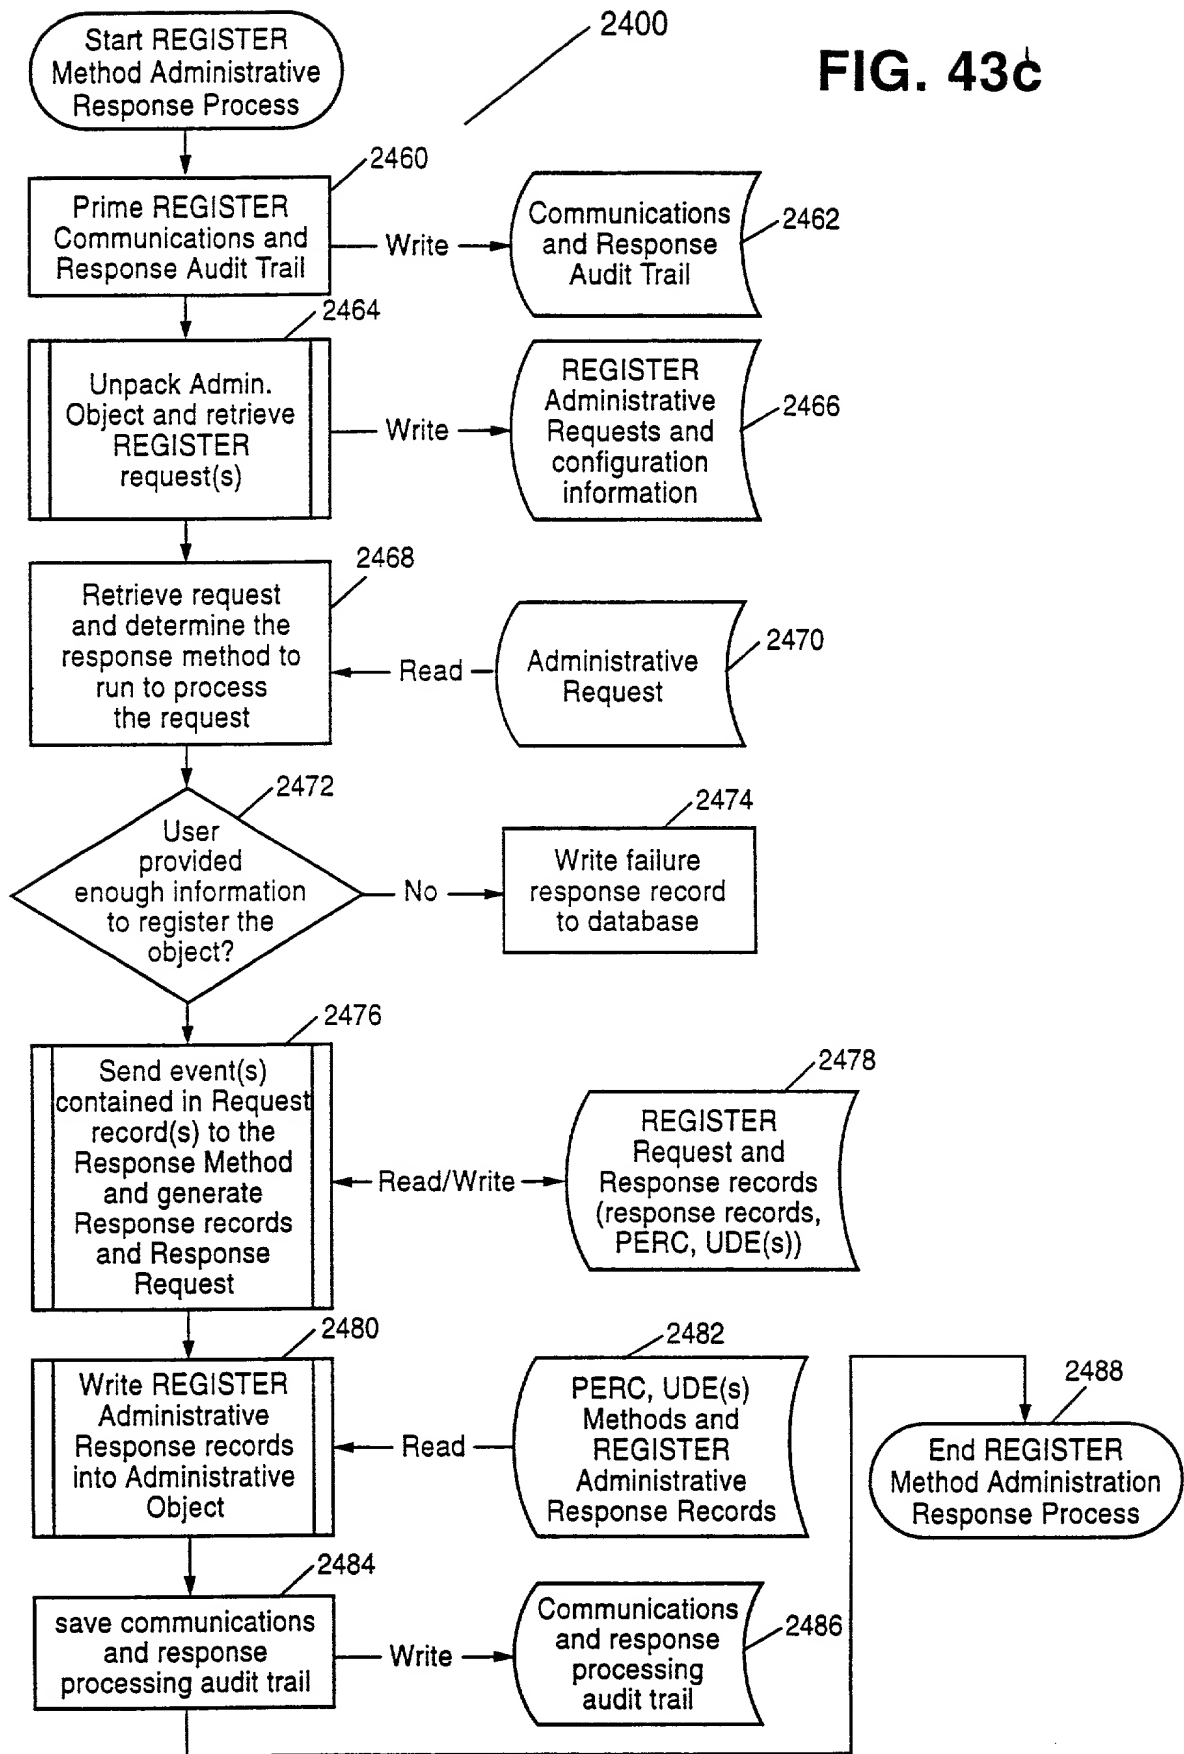 Start REGISTER
Method Administrative
Response Process
2400
FIG. 43c
2460
Prime REGISTER
Communications and
Response Audit Trail
Write
Communications
and Response
Audit Trail
2462
2464
Unpack Admin.
Object and retrieve
REGISTER
request(s)
Write
REGISTER
Administrative
Requests and
configuration
information
2466
2468
Retrieve request
and determine the
response method to
run to process
the request
Read
Administrative
Request
2470
2472
User
provided
enough information
to register the
object?
No
2474
Write failure
response record
to database
2476
Send event(s)
contained in Request
record(s) to the
Response Method
and generate
Response records
and Response
Request
Read/Write
2478
REGISTER
Request and
Response records
(response records,
PERC, UDE(s))
2480
Write REGISTER
Administrative
Response records
into Administrative
Object
Read
2482
PERC, UDE(s)
Methods and
REGISTER
Administrative
Response Records
2488
End REGISTER
Method Administration
Response Process
2484
save communications
and response
processing audit trail
Write
Communications
and response
processing
audit trail
2486